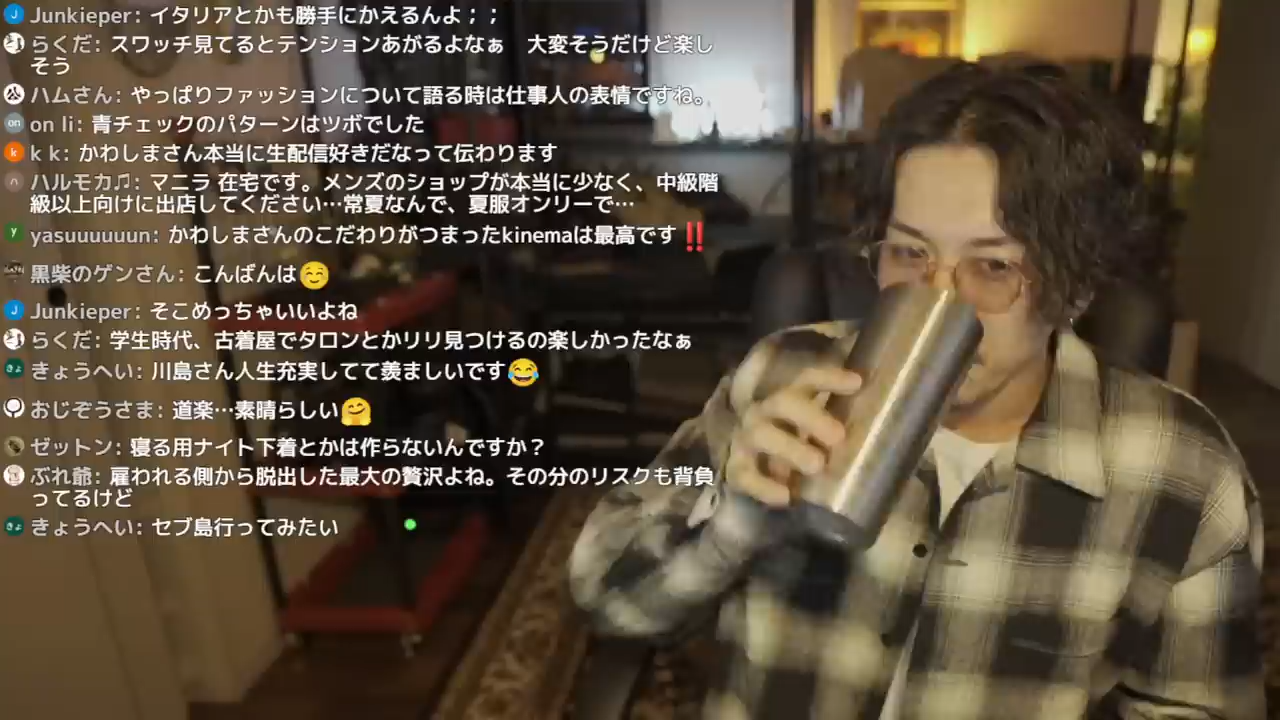 Junkieper: イタリアとかも勝手にかえるんよ；；
らくだ: スワッチ見てるとテンションあがるよなぁ　大変そうだけど楽し
そう
ハムさん: やっぱりファッションについて語る時は仕事人の表情ですね。
on li: 青チェックのパターンはツボでした
k k: かわしまさん本当に生配信好きだなって伝わります
ハルモカ♫: マニラ 在宅です。メンズのショップが本当に少なく、中級階
級以上向けに出店してください…常夏なんで、夏服オンリーで…
yasuuuuuun: かわしまさんのこだわりがつまったkinemaは最高です‼️
黒柴のゲンさん: こんばんは☺️
Junkieper: そこめっちゃいいよね
らくだ: 学生時代、古着屋でタロンとかリリ見つけるの楽しかったなぁ
きょうへい: 川島さん人生充実してて羨ましいです😂
おじぞうさま: 道楽…素晴らしい🤗
ゼットン: 寝る用ナイト下着とかは作らないんですか？
ぶれ爺: 雇われる側から脱出した最大の贅沢よね。その分のリスクも背負
ってるけど
きょうへい: セブ島行ってみたい